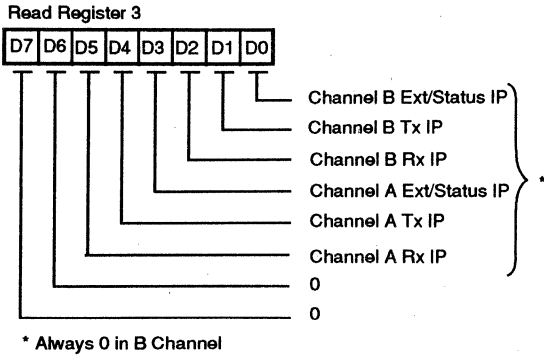 Read Register 3
D7 D6 D5 D4 D3 D2 D1 D0
Channel B Ext/Status IP
Channel B Tx IP
Channel B Rx IP
Channel A Ext/Status IP
Channel A Tx IP
Channel A Rx IP
*
0
0
* Always 0 in B Channel